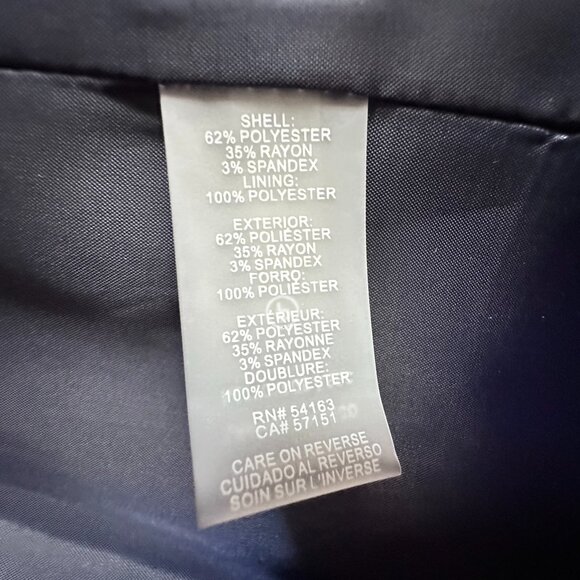 SHELL:
62% POLYESTER
35% RAYON
3% SPANDEX
LINING:
100% POLYESTER
EXTERIOR:
62% POLIÉSTER
35% RAYON
3% SPANDEX
FORRO:
100% POLIÉSTER
EXTÉRIEUR:
62% POLYESTER
35% RAYONNE
3% SPANDEX
DOUBLURE:
100% POLYESTER
RN# 54163
CA# 57151
CARE ON REVERSE
CUIDADO AL REVERSO
SOIN SUR L'INVERSE